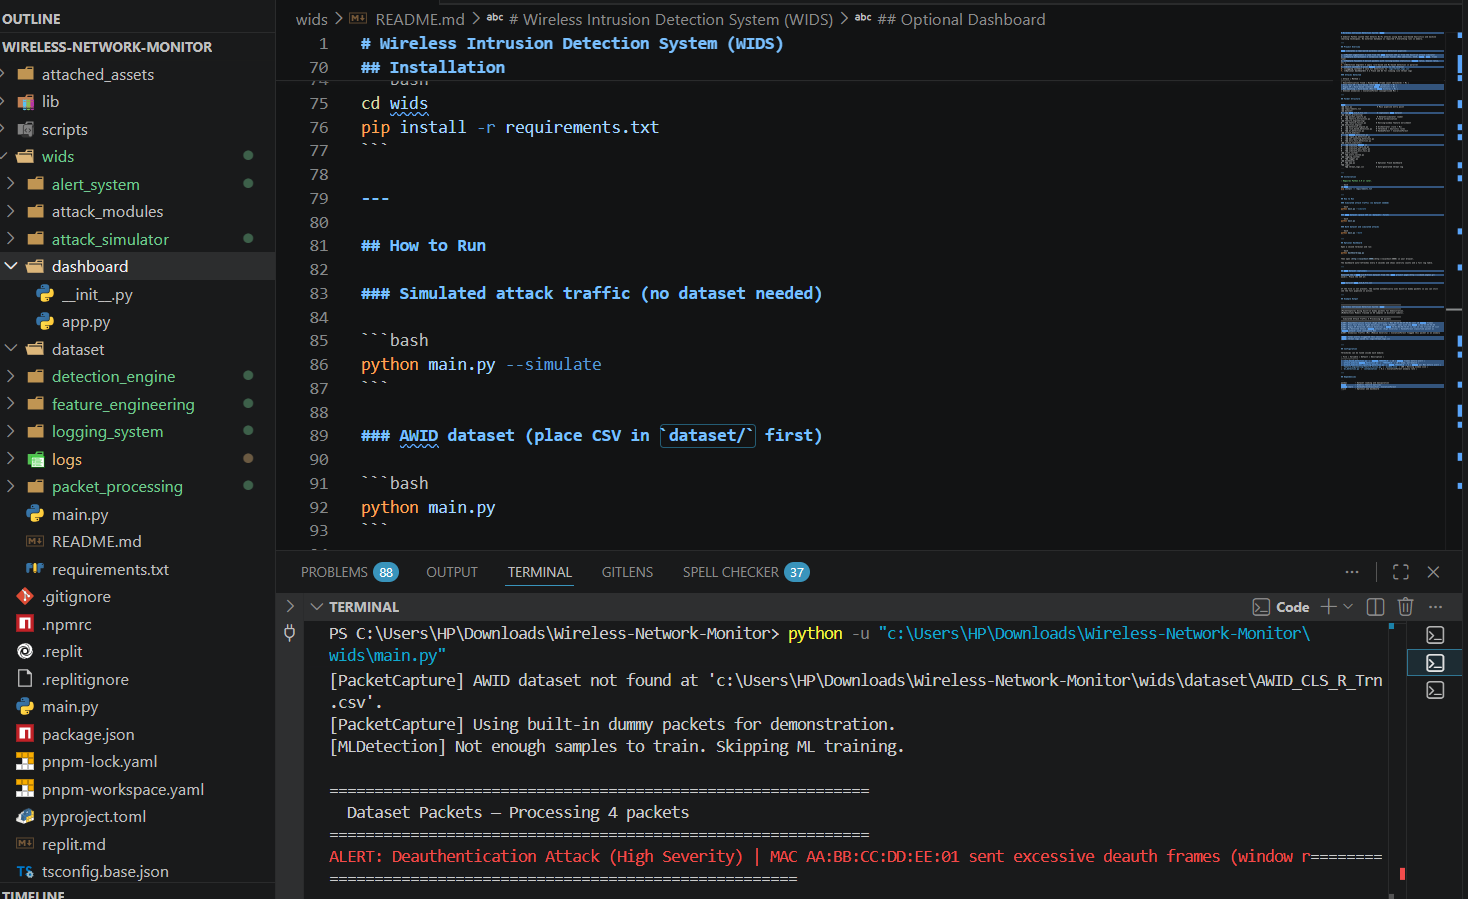 OUTLINE
WIRELESS-NETWORK-MONITOR
attached_assets
lib
scripts
wids
alert_system
attack_modules
attack_simulator
dashboard
__init__.py
app.py
dataset
detection_engine
feature_engineering
logging_system
logs
packet_processing
main.py
README.md
requirements.txt
.gitignore
.npmrc
.replit
.replitignore
main.py
package.json
pnpm-lock.yaml
pnpm-workspace.yaml
pyproject.toml
replit.md
tsconfig.base.json
TIMELINE
wids > README.md > # Wireless Intrusion Detection System (WIDS) > ## Optional Dashboard
1 # Wireless Intrusion Detection System (WIDS)
70 ## Installation
74 ```bash
75 cd wids
76 pip install -r requirements.txt
77 ```
78
79 ---
80
81 ## How to Run
82
83 ### Simulated attack traffic (no dataset needed)
84
85 ```bash
86 python main.py --simulate
87 ```
88
89 ### AWID dataset (place CSV in `dataset/` first)
90
91 ```bash
92 python main.py
93 ```
PROBLEMS 88 OUTPUT TERMINAL GITLENS SPELL CHECKER 37
TERMINAL Code
PS C:\Users\HP\Downloads\Wireless-Network-Monitor> python -u "c:\Users\HP\Downloads\Wireless-Network-Monitor\
wids\main.py"
[PacketCapture] AWID dataset not found at 'c:\Users\HP\Downloads\Wireless-Network-Monitor\wids\dataset\AWID_CLS_R_Trn
.csv'.
[PacketCapture] Using built-in dummy packets for demonstration.
[MLDetection] Not enough samples to train. Skipping ML training.
============================================================
Dataset Packets — Processing 4 packets
============================================================
ALERT: Deauthentication Attack (High Severity) | MAC AA:BB:CC:DD:EE:01 sent excessive deauth frames (window r========
====================================================